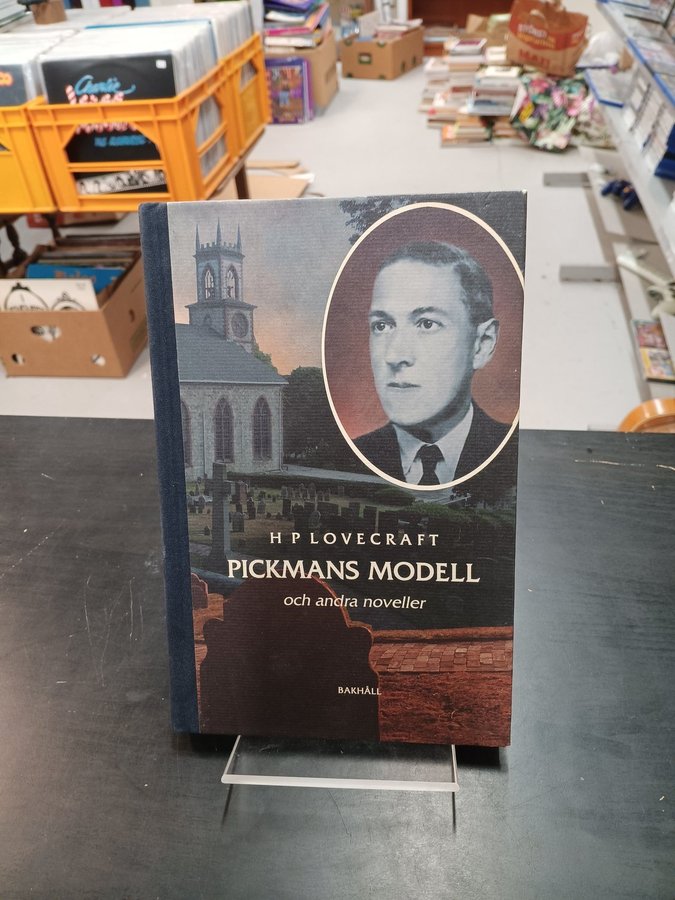 H P LOVECRAFT
PICKMANS MODELL
och andra noveller
BAKHÅLL